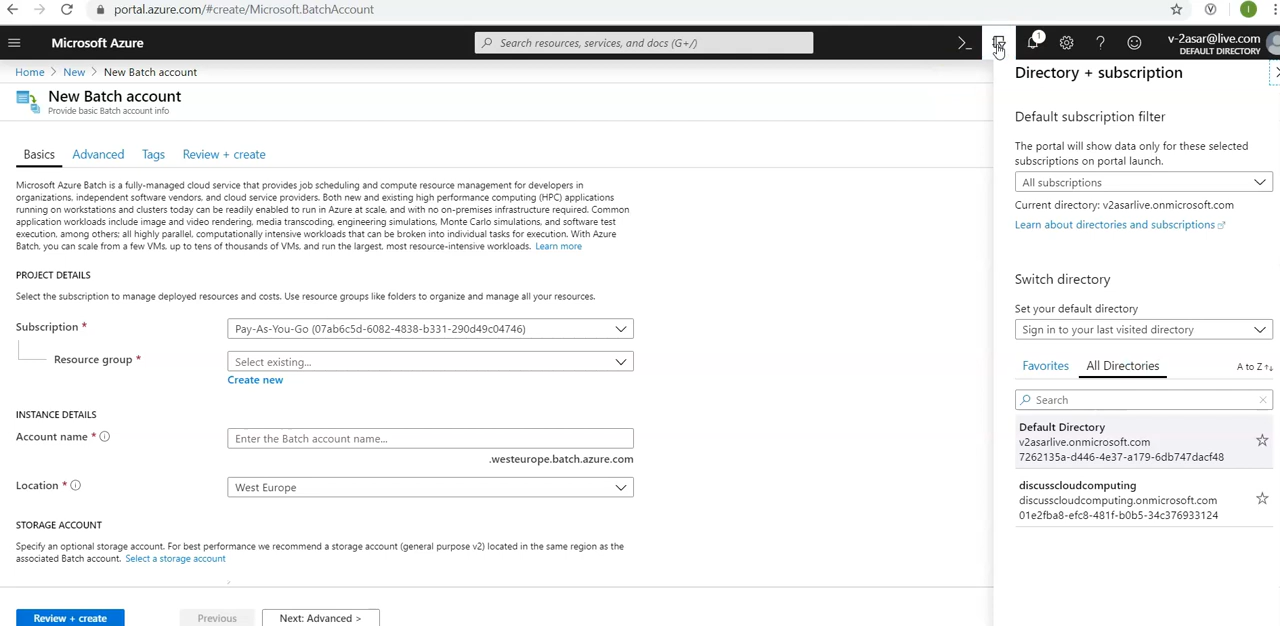 portal.azure.com/#create/Microsoft.BatchAccount
V
I
Microsoft Azure
Search resources, services, and docs (G+/)
>_
1
?
v-2asar@live.com
DEFAULT DIRECTORY
Home > New > New Batch account
New Batch account
Provide basic Batch account info
Basics Advanced Tags Review + create
Microsoft Azure Batch is a fully-managed cloud service that provides job scheduling and compute resource management for developers in
organizations, independent software vendors, and cloud service providers. Both new and existing high performance computing (HPC) applications
running on workstations and clusters today can be readily enabled to run in Azure at scale, and with no on-premises infrastructure required. Common
application workloads include image and video rendering, media transcoding, engineering simulations, Monte Carlo simulations, and software test
execution, among others; all highly parallel, computationally intensive workloads that can be broken into individual tasks for execution. With Azure
Batch, you can scale from a few VMs, up to tens of thousands of VMs, and run the largest, most resource-intensive workloads. Learn more
PROJECT DETAILS
Select the subscription to manage deployed resources and costs. Use resource groups like folders to organize and manage all your resources.
Subscription *
Pay-As-You-Go (07ab6c5d-6082-4838-b331-290d49c04746)
Resource group *
Select existing...
Create new
INSTANCE DETAILS
Account name *
Enter the Batch account name...
.westeurope.batch.azure.com
Location *
West Europe
STORAGE ACCOUNT
Specify an optional storage account. For best performance we recommend a storage account (general purpose v2) located in the same region as the
associated Batch account. Select a storage account
Review + create
Previous
Next: Advanced >
Directory + subscription
Default subscription filter
The portal will show data only for these selected
subscriptions on portal launch.
All subscriptions
Current directory: v2asarlive.onmicrosoft.com
Learn about directories and subscriptions
Switch directory
Set your default directory
Sign in to your last visited directory
Favorites All Directories A to Z
Search
Default Directory
v2asarlive.onmicrosoft.com
7262135a-d446-4e37-a179-6db747dacf48
discusscloudcomputing
discusscloudcomputing.onmicrosoft.com
01e2fba8-efc8-481f-b0b5-34c376933124